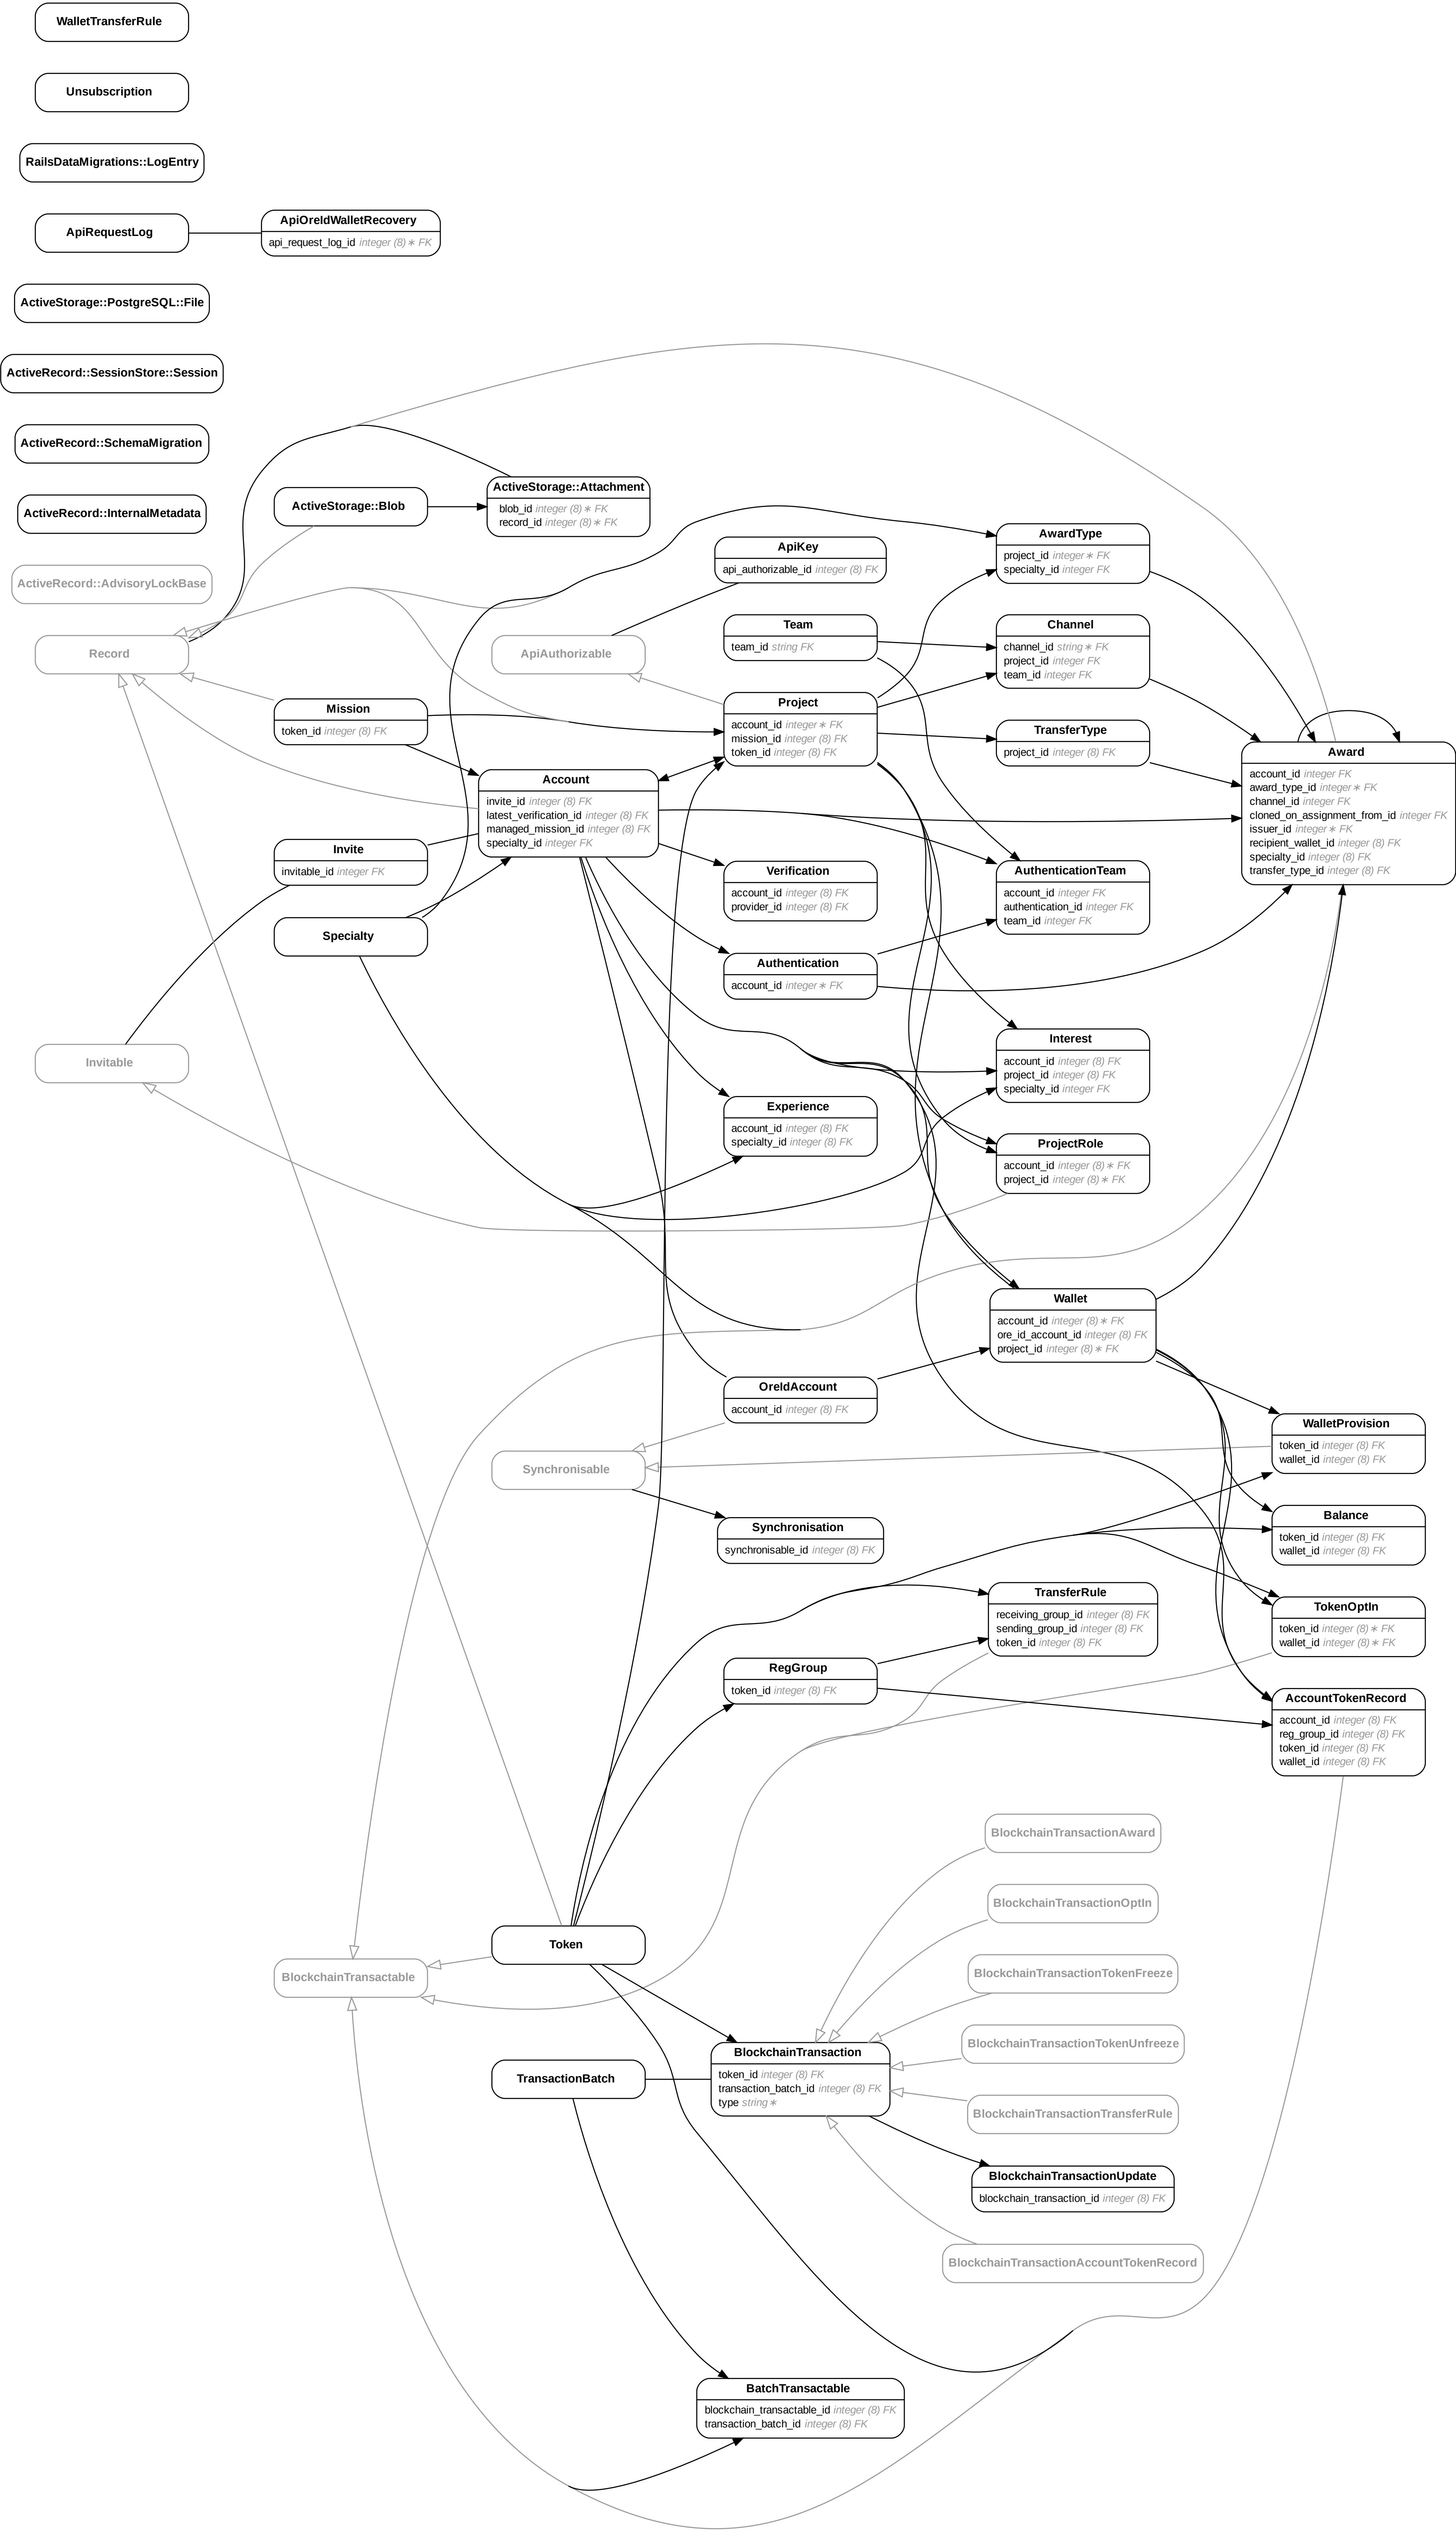 WalletTransferRule
Unsubscription
RailsDataMigrations::LogEntry
ApiRequestLog
ApiOreIdWalletRecovery
api_request_log_id integer (8)∗ FK
ActiveStorage::PostgreSQL::File
ActiveRecord::SessionStore::Session
ActiveRecord::SchemaMigration
ActiveRecord::InternalMetadata
ActiveRecord::AdvisoryLockBase
Record
ActiveStorage::Blob
ActiveStorage::Attachment
blob_id integer (8)∗ FK
record_id integer (8)∗ FK
ApiKey
api_authorizable_id integer (8) FK
ApiAuthorizable
Team
team_id string FK
AwardType
project_id integer∗ FK
specialty_id integer FK
Channel
channel_id string∗ FK
project_id integer FK
team_id integer FK
Mission
token_id integer (8) FK
Project
account_id integer∗ FK
mission_id integer (8) FK
token_id integer (8) FK
TransferType
project_id integer (8) FK
Award
account_id integer FK
award_type_id integer∗ FK
channel_id integer FK
cloned_on_assignment_from_id integer FK
issuer_id integer∗ FK
recipient_wallet_id integer (8) FK
specialty_id integer (8) FK
transfer_type_id integer (8) FK
Account
invite_id integer (8) FK
latest_verification_id integer (8) FK
managed_mission_id integer (8) FK
specialty_id integer FK
Invite
invitable_id integer FK
Verification
account_id integer (8) FK
provider_id integer (8) FK
AuthenticationTeam
account_id integer FK
authentication_id integer FK
team_id integer FK
Specialty
Authentication
account_id integer∗ FK
Invitable
Interest
account_id integer (8) FK
project_id integer (8) FK
specialty_id integer FK
Experience
account_id integer (8) FK
specialty_id integer (8) FK
ProjectRole
account_id integer (8)∗ FK
project_id integer (8)∗ FK
Wallet
account_id integer (8)∗ FK
ore_id_account_id integer (8) FK
project_id integer (8)∗ FK
OreIdAccount
account_id integer (8) FK
Synchronisable
WalletProvision
token_id integer (8) FK
wallet_id integer (8) FK
Synchronisation
synchronisable_id integer (8) FK
Balance
token_id integer (8) FK
wallet_id integer (8) FK
TransferRule
receiving_group_id integer (8) FK
sending_group_id integer (8) FK
token_id integer (8) FK
TokenOptIn
token_id integer (8)∗ FK
wallet_id integer (8)∗ FK
RegGroup
token_id integer (8) FK
AccountTokenRecord
account_id integer (8) FK
reg_group_id integer (8) FK
token_id integer (8) FK
wallet_id integer (8) FK
BlockchainTransactionAward
BlockchainTransactionOptIn
Token
BlockchainTransactable
BlockchainTransactionTokenFreeze
BlockchainTransactionTokenUnfreeze
TransactionBatch
BlockchainTransaction
token_id integer (8) FK
transaction_batch_id integer (8) FK
type string∗
BlockchainTransactionTransferRule
BlockchainTransactionUpdate
blockchain_transaction_id integer (8) FK
BlockchainTransactionAccountTokenRecord
BatchTransactable
blockchain_transactable_id integer (8) FK
transaction_batch_id integer (8) FK